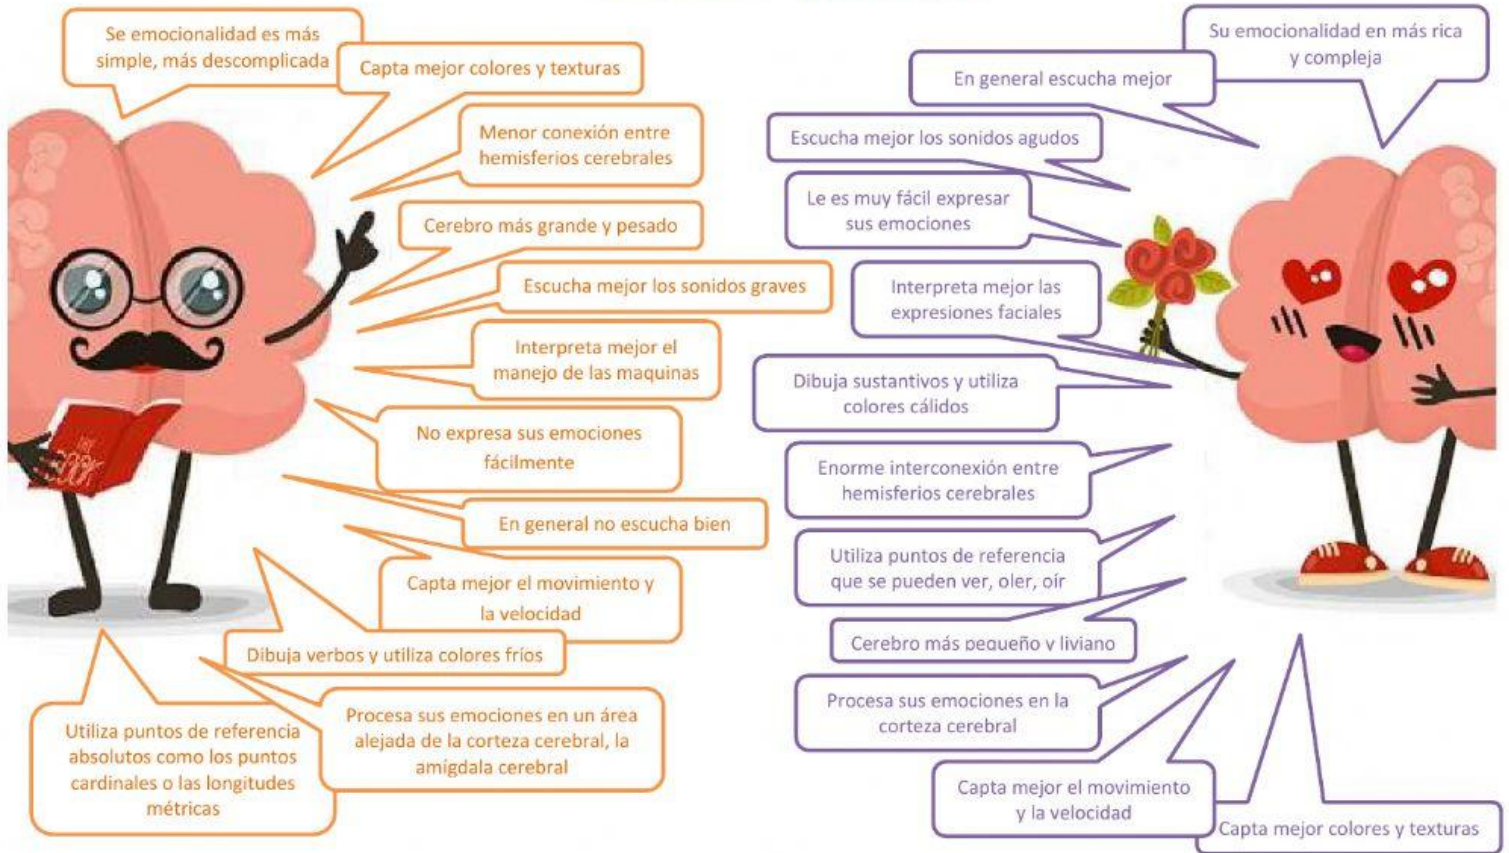 Se emocionalidad es más
simple, más descomplicada
Capta mejor colores y texturas
Menor conexión entre
hemisferios cerebrales
Cerebro más grande y pesado
Escucha mejor los sonidos graves
Interpreta mejor el
manejo de las maquinas
No expresa sus emociones
fácilmente
En general no escucha bien
Capta mejor el movimiento y
la velocidad
Dibuja verbos y utiliza colores fríos
Procesa sus emociones en un área
alejada de la corteza cerebral, la
amígdala cerebral
Utiliza puntos de referencia
absolutos como los puntos
cardinales o las longitudes
métricas
BOOK
Su emocionalidad en más rica
y compleja
En general escucha mejor
Escucha mejor los sonidos agudos
Le es muy fácil expresar
sus emociones
Interpreta mejor las
expresiones faciales
Dibuja sustantivos y utiliza
colores cálidos
Enorme interconexión entre
hemisferios cerebrales
Utiliza puntos de referencia
que se pueden ver, oler, oír
Cerebro más pequeño y liviano
Procesa sus emociones en la
corteza cerebral
Capta mejor el movimiento
y la velocidad
Capta mejor colores y texturas